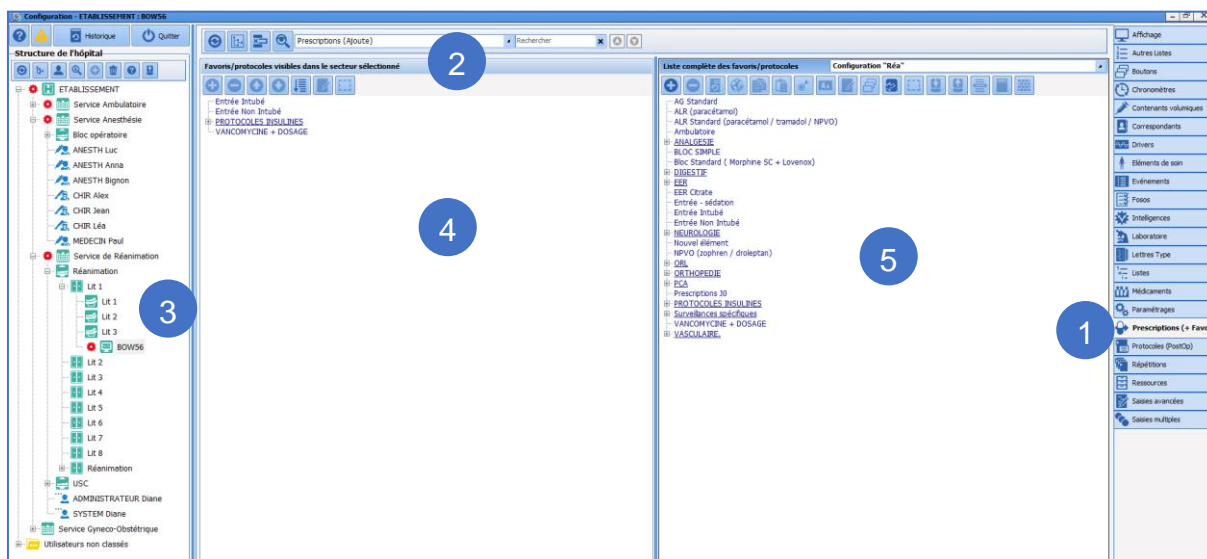 Configuration - ETABLISSEMENT : BOW56
Historique
Quitter
Structure de l'hôpital
ETABLISSEMENT
Service Ambulatoire
Service Anesthésie
Bloc opératoire
ANESTH Luc
ANESTH Anna
ANESTH Bignon
CHIR Alex
CHIR Jean
CHIR Léa
MEDECIN Paul
Service de Réanimation
Réanimation
Lit 1
Lit 1
Lit 2
Lit 3
BOW56
Lit 2
Lit 3
Lit 4
Lit 5
Lit 6
Lit 7
Lit 8
Réanimation
USC
ADMINISTRATEUR Diane
SYSTEM Diane
Service Gyneco-Obstétrique
Utilisateurs non classés
3
Prescriptions (Ajoute)
Rechercher
2
Favoris/protocoles visibles dans le secteur sélectionné
Entrée Intubé
Entrée Non Intubé
PROTOCOLES INSULINES
VANCOMYCINE + DOSAGE
4
Liste complète des favoris/protocoles
Configuration "Réa"
AG Standard
ALR (paracétamol)
ALR Standard (paracétamol / tramadol / NPVO)
Ambulatoire
ANALGESIE
BLOC SIMPLE
Bloc Standard ( Morphine SC + Lovenox)
DIGESTIF
EER
EER Citrate
Entrée - sédation
Entrée Intubé
Entrée Non Intubé
NEUROLOGIE
Nouvel élément
NPVO (zophren / droleptan)
ORL
ORTHOPEDIE
PCA
Prescriptions J0
PROTOCOLES INSULINES
Surveillances spécifiques
VANCOMYCINE + DOSAGE
VASCULAIRE.
5
Affichage
Autres Listes
Boutons
Chronomètres
Contenants volumiques
Correspondants
Drivers
Eléments de soin
Evénements
Fosos
Intelligences
Laboratoire
Lettres Type
Listes
Médicaments
Paramétrages
1
Prescriptions (+ Favo
Protocoles (PostOp)
Répétitions
Ressources
Saisies avancées
Saisies multiples